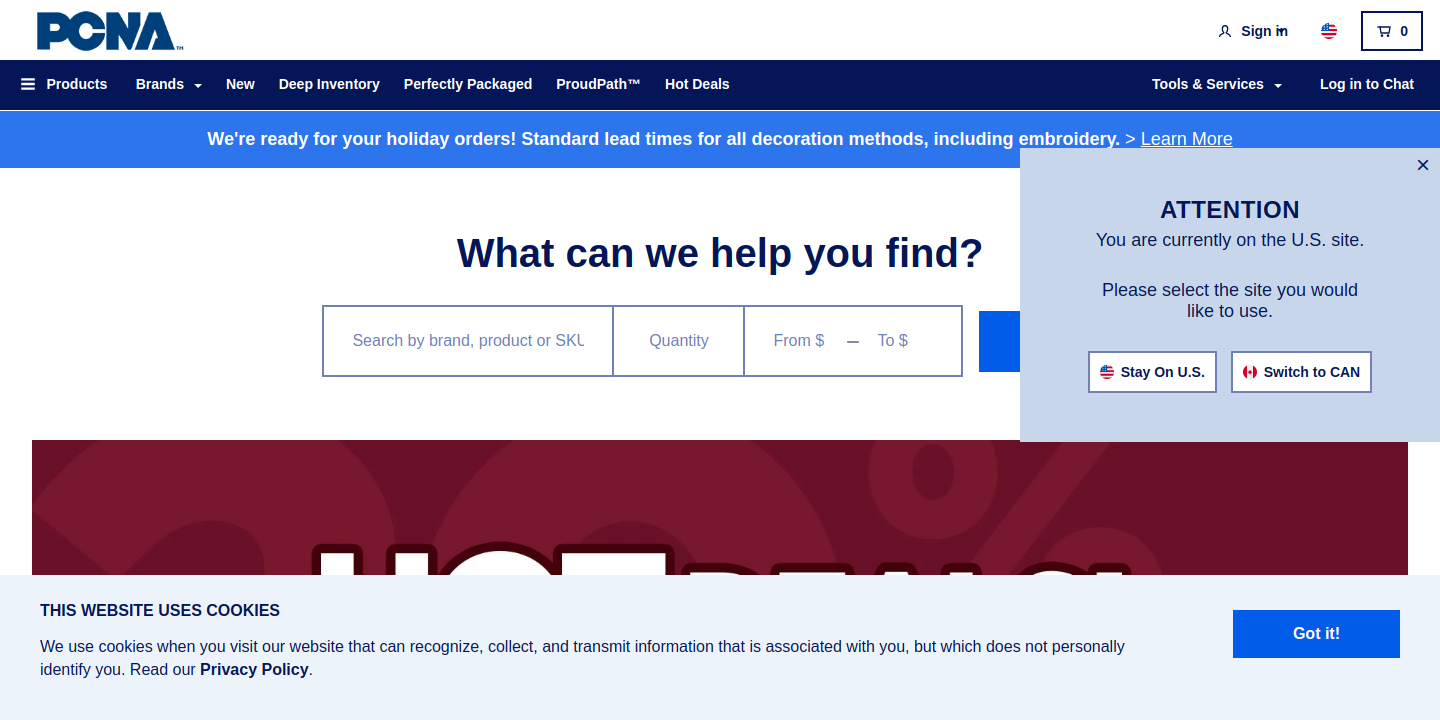 PCNA™
Sign in
0
Products Brands New Deep Inventory Perfectly Packaged ProudPath™ Hot Deals Tools & Services Log in to Chat
We're ready for your holiday orders! Standard lead times for all decoration methods, including embroidery. > Learn More
×
ATTENTION
You are currently on the U.S. site.
Please select the site you would
like to use.
Stay On U.S. Switch to CAN
What can we help you find?
Search by brand, product or SKU Quantity From $ – To $
HOT DEALS!
THIS WEBSITE USES COOKIES
We use cookies when you visit our website that can recognize, collect, and transmit information that is associated with you, but which does not personally
identify you. Read our Privacy Policy.
Got it!